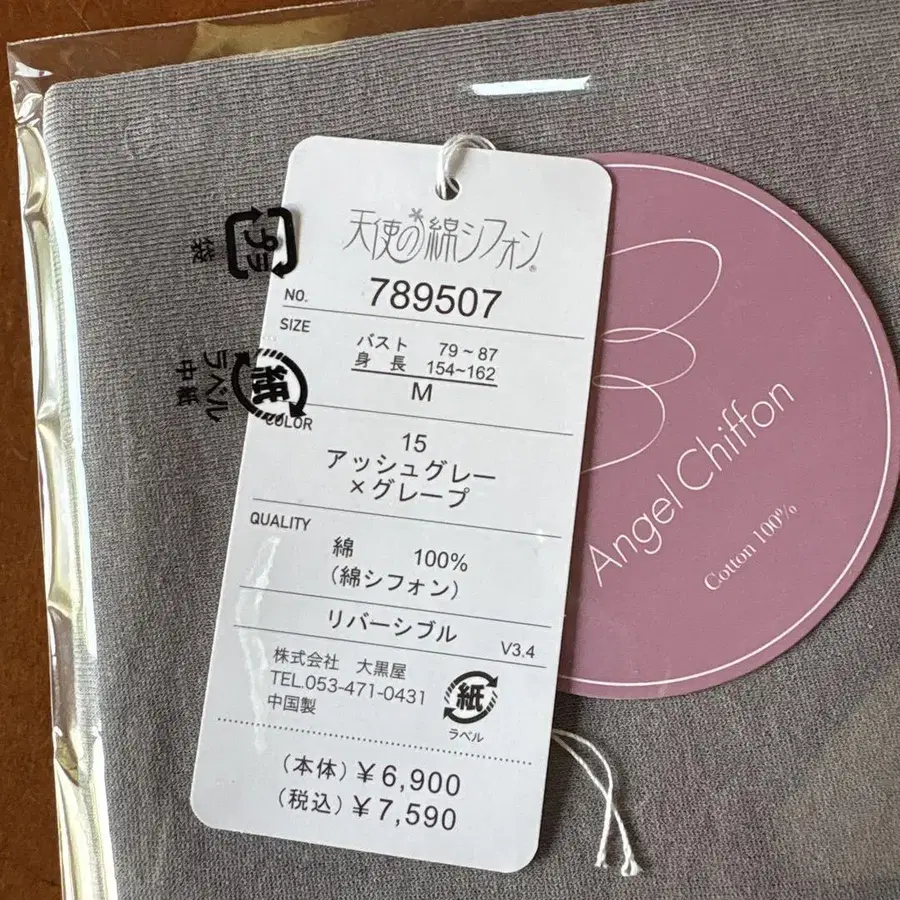 天使の綿シフォン®
NO. 789507
SIZE
バスト 79~87
身長 154~162
M
COLOR
15
アッシュグレー
×グレープ
QUALITY
綿 100%
(綿シフォン)
リバーシブル V3.4
株式会社 大黒屋
TEL.053-471-0431
中国製
紙
ラベル
(本体)¥6,900
(税込)¥7,590
プラ
袋
紙
ラベル
中紙
Angel Chiffon
Cotton 100%